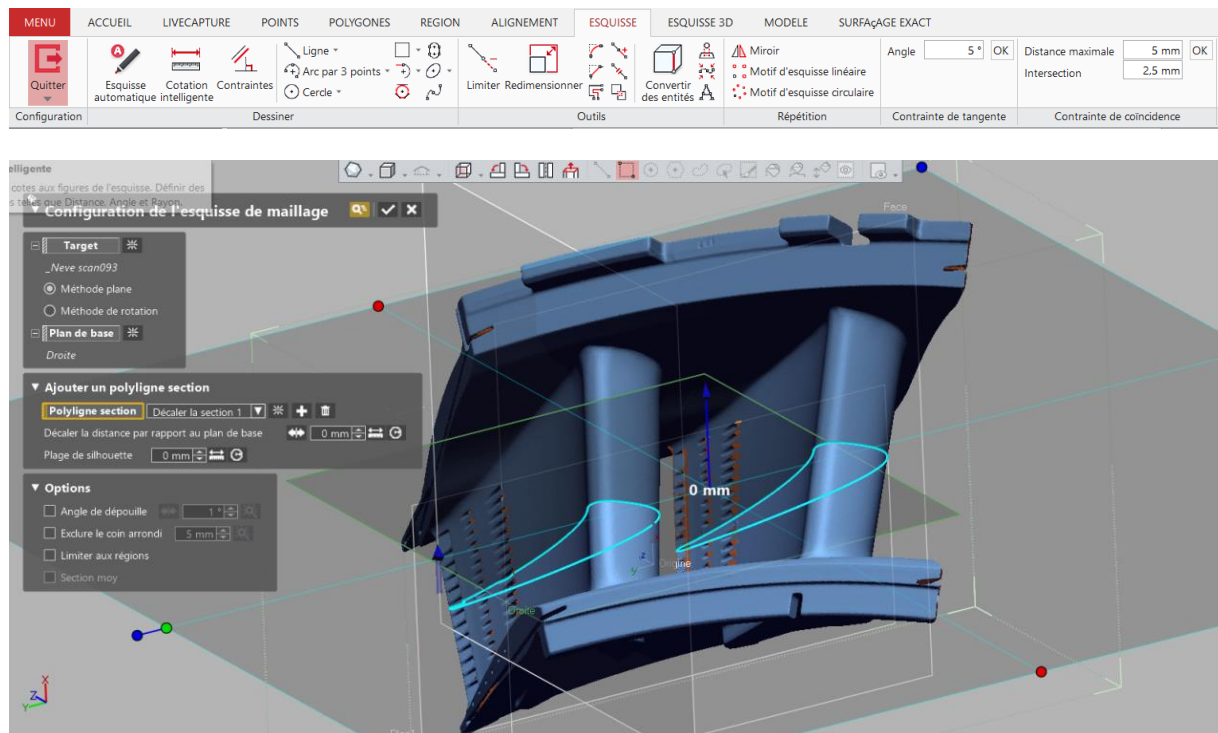 MENU ACCUEIL LIVECAPTURE POINTS POLYGONES REGION ALIGNEMENT ESQUISSE ESQUISSE 3D MODELE SURFAçAGE EXACT
Quitter
Configuration
Esquisse automatique
Cotation intelligente
Contraintes
Ligne
Arc par 3 points
Cercle
Dessiner
Limiter
Redimensionner
Convertir des entités
Outils
Miroir
Motif d'esquisse linéaire
Motif d'esquisse circulaire
Répétition
Angle 5 ° OK
Contrainte de tangente
Distance maximale 5 mm OK
Intersection 2,5 mm
Contrainte de coïncidence
elligente
cotes aux figures de l'esquisse. Définir des
telles que Distance. Angle et Rayon.
Configuration de l'esquisse de maillage
Target
_Neve scan093
Méthode plane
Méthode de rotation
Plan de base
Droite
Ajouter un polyligne section
Polyligne section Décaler la section 1
Décaler la distance par rapport au plan de base 0 mm
Plage de silhouette 0 mm
Options
Angle de dépouille 1 °
Exclure le coin arrondi 5 mm
Limiter aux régions
Section moy
Face
0 mm
Origine
Droite
z
y
X
Z
Y